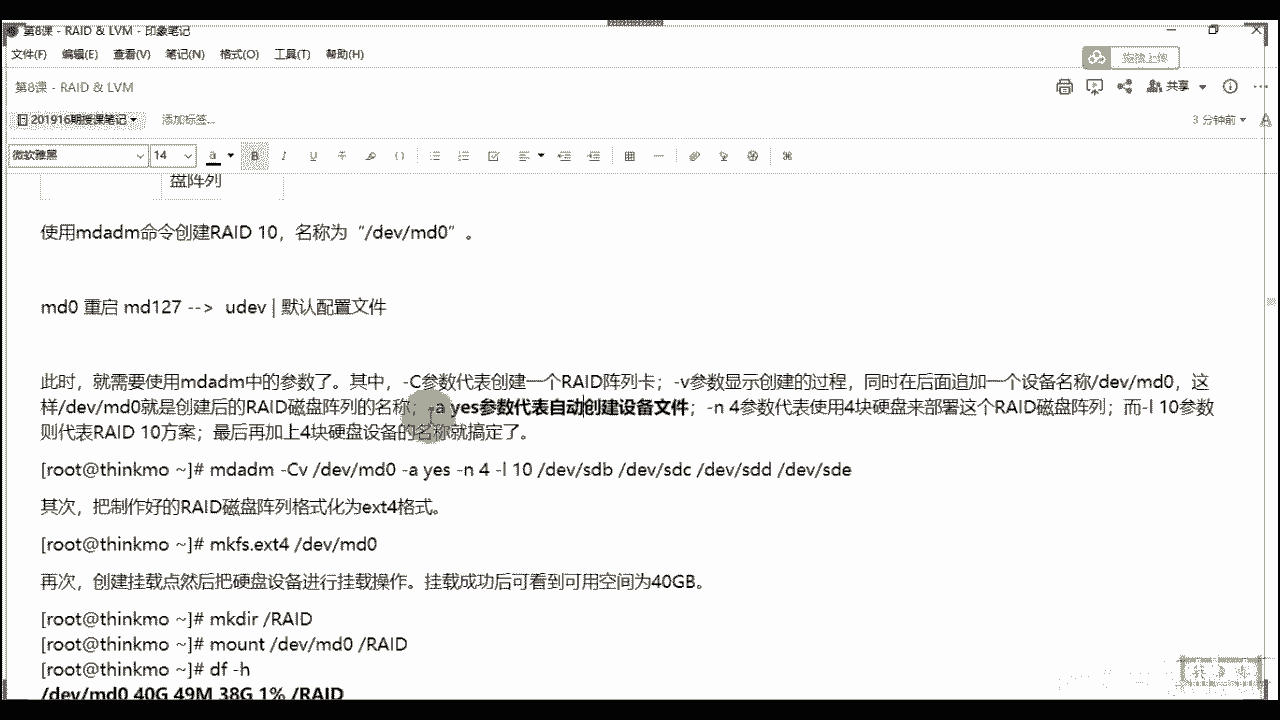 第8课 - RAID & LVM - 印象笔记
文件(F) 编辑(E) 查看(V) 笔记(N) 格式(O) 工具(T) 帮助(H)
拖拽上传
第8课 - RAID & LVM
共享
201916期授课笔记
添加标签...
3 分钟前
微软雅黑 14 a B I U T
盘阵列
使用mdadm命令创建RAID 10，名称为“/dev/md0”。
md0 重启 md127 --> udev | 默认配置文件
此时，就需要使用mdadm中的参数了。其中，-C参数代表创建一个RAID阵列卡；-v参数显示创建的过程，同时在后面追加一个设备名称/dev/md0，这
样/dev/md0就是创建后的RAID磁盘阵列的名称；-a yes参数代表自动创建设备文件；-n 4参数代表使用4块硬盘来部署这个RAID磁盘阵列；而-l 10参数
则代表RAID 10方案；最后再加上4块硬盘设备的名称就搞定了。
[root@thinkmo ~]# mdadm -Cv /dev/md0 -a yes -n 4 -l 10 /dev/sdb /dev/sdc /dev/sdd /dev/sde
其次，把制作好的RAID磁盘阵列格式化为ext4格式。
[root@thinkmo ~]# mkfs.ext4 /dev/md0
再次，创建挂载点然后把硬盘设备进行挂载操作。挂载成功后可看到可用空间为40GB。
[root@thinkmo ~]# mkdir /RAID
[root@thinkmo ~]# mount /dev/md0 /RAID
[root@thinkmo ~]# df -h
/dev/md0 40G 49M 38G 1% /RAID